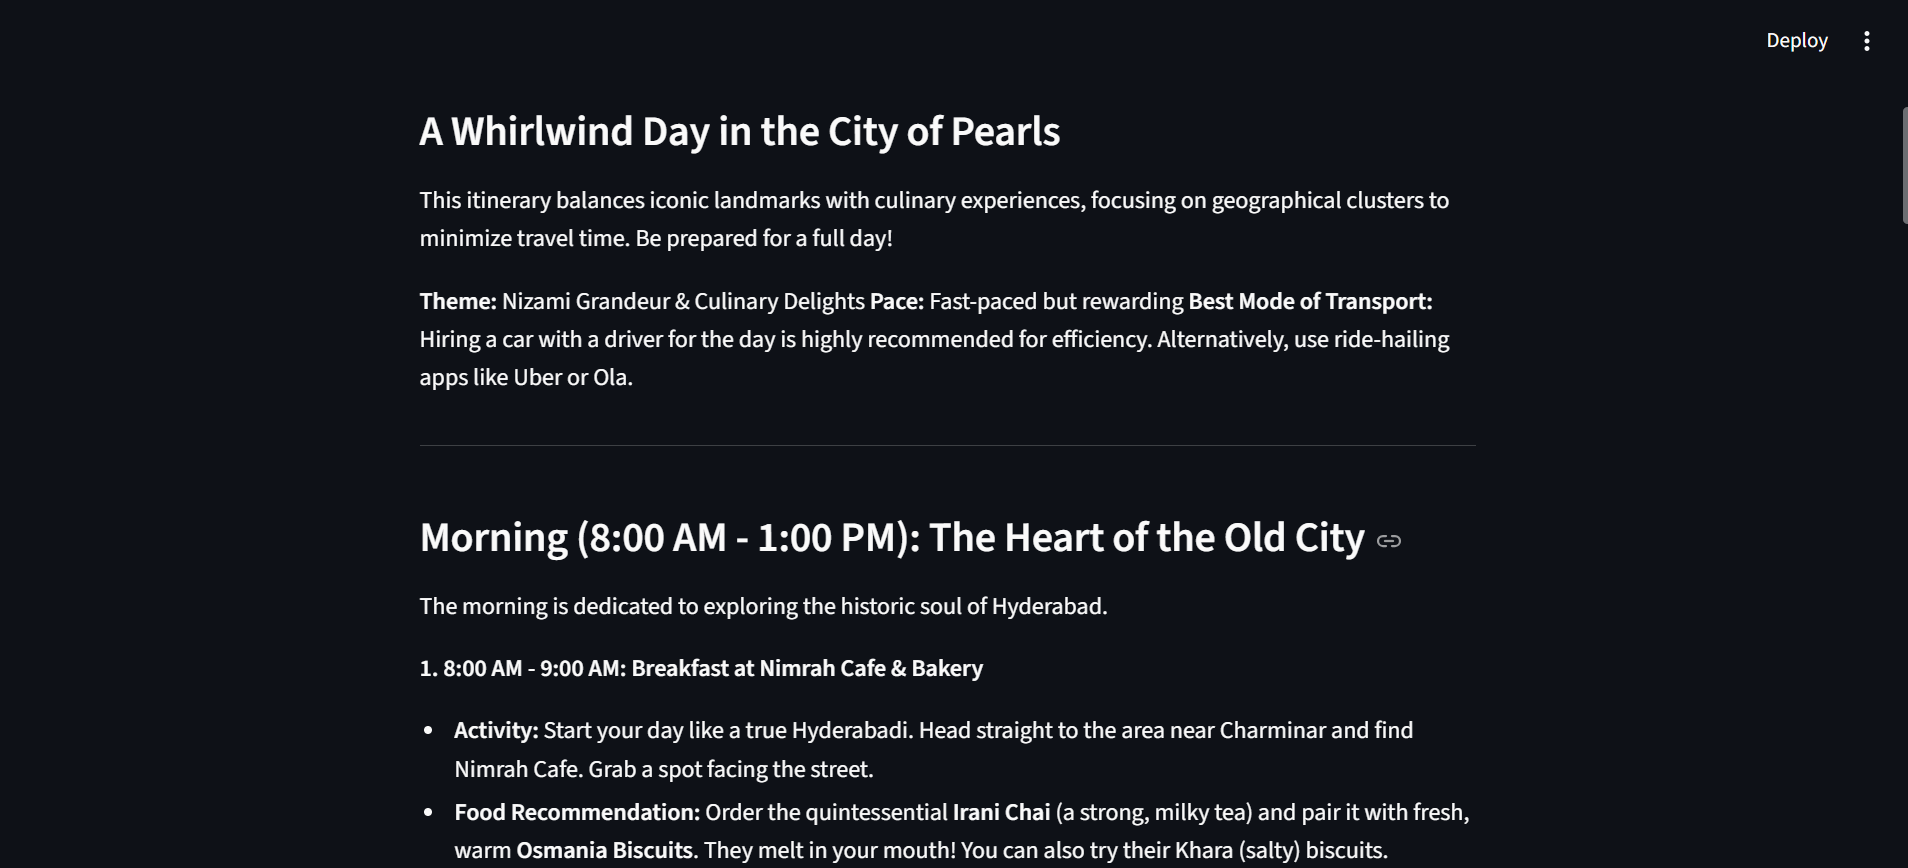 Deploy
A Whirlwind Day in the City of Pearls
This itinerary balances iconic landmarks with culinary experiences, focusing on geographical clusters to
minimize travel time. Be prepared for a full day!
Theme: Nizami Grandeur & Culinary Delights Pace: Fast-paced but rewarding Best Mode of Transport:
Hiring a car with a driver for the day is highly recommended for efficiency. Alternatively, use ride-hailing
apps like Uber or Ola.
Morning (8:00 AM - 1:00 PM): The Heart of the Old City
The morning is dedicated to exploring the historic soul of Hyderabad.
1. 8:00 AM - 9:00 AM: Breakfast at Nimrah Cafe & Bakery
• Activity: Start your day like a true Hyderabadi. Head straight to the area near Charminar and find
Nimrah Cafe. Grab a spot facing the street.
• Food Recommendation: Order the quintessential Irani Chai (a strong, milky tea) and pair it with fresh,
warm Osmania Biscuits. They melt in your mouth! You can also try their Khara (salty) biscuits.